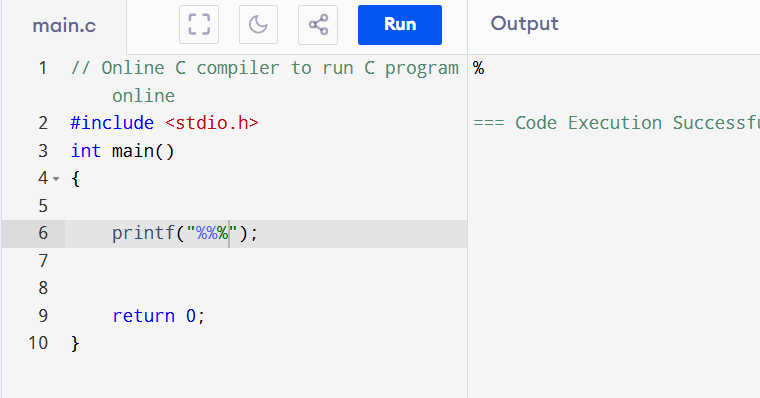 main.c
Run
Output
1 // Online C compiler to run C program
online
2 #include <stdio.h>
3 int main()
4 {
5
6 printf("%%%");
7
8
9 return 0;
10 }
%
=== Code Execution Successfu